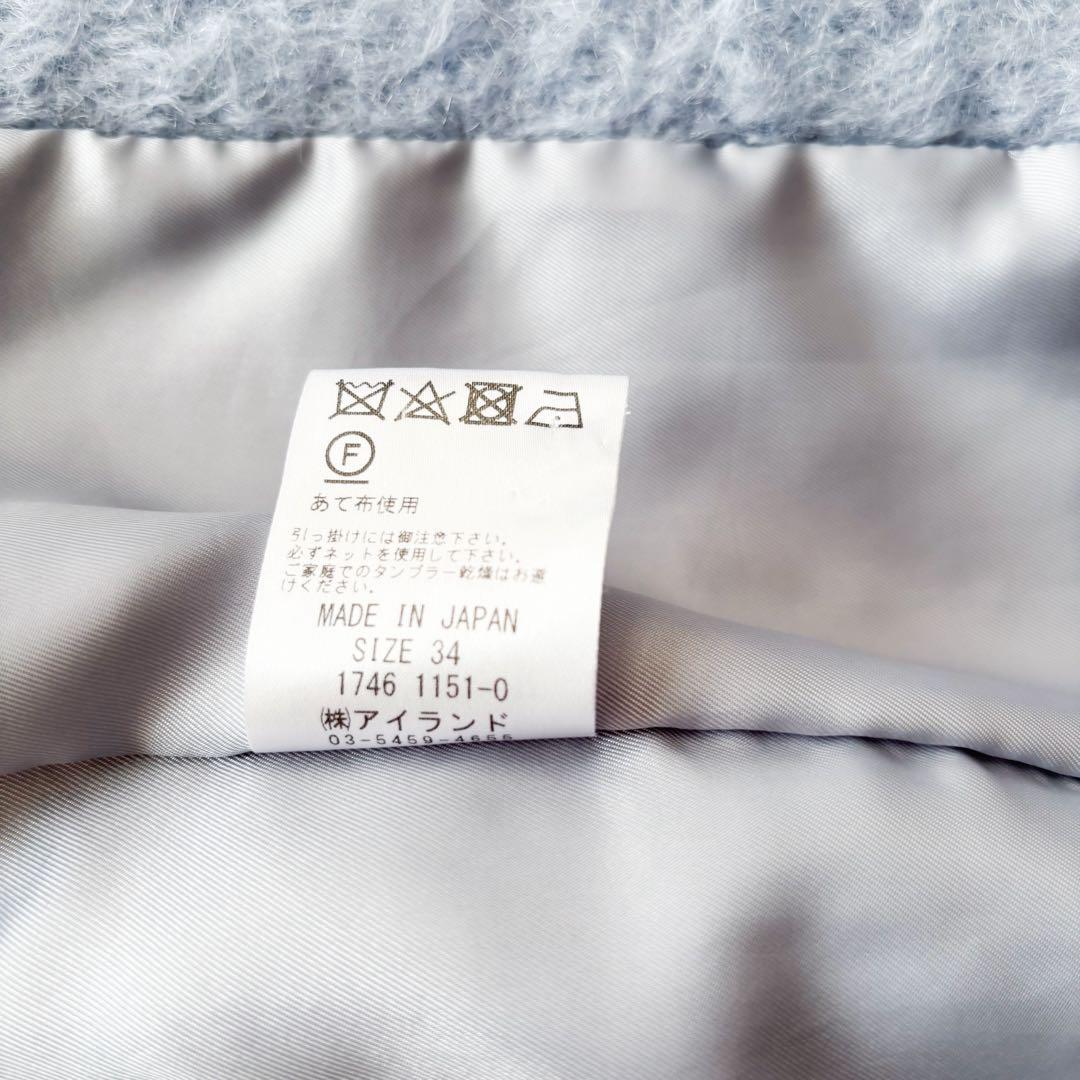 F
あて布使用
引っ掛けには御注意下さい。
必ずネットを使用して下さい。
ご家庭でのタンブラー乾燥はお避
けください。
MADE IN JAPAN
SIZE 34
1746 1151-0
㈱アイランド
03-5459-4655